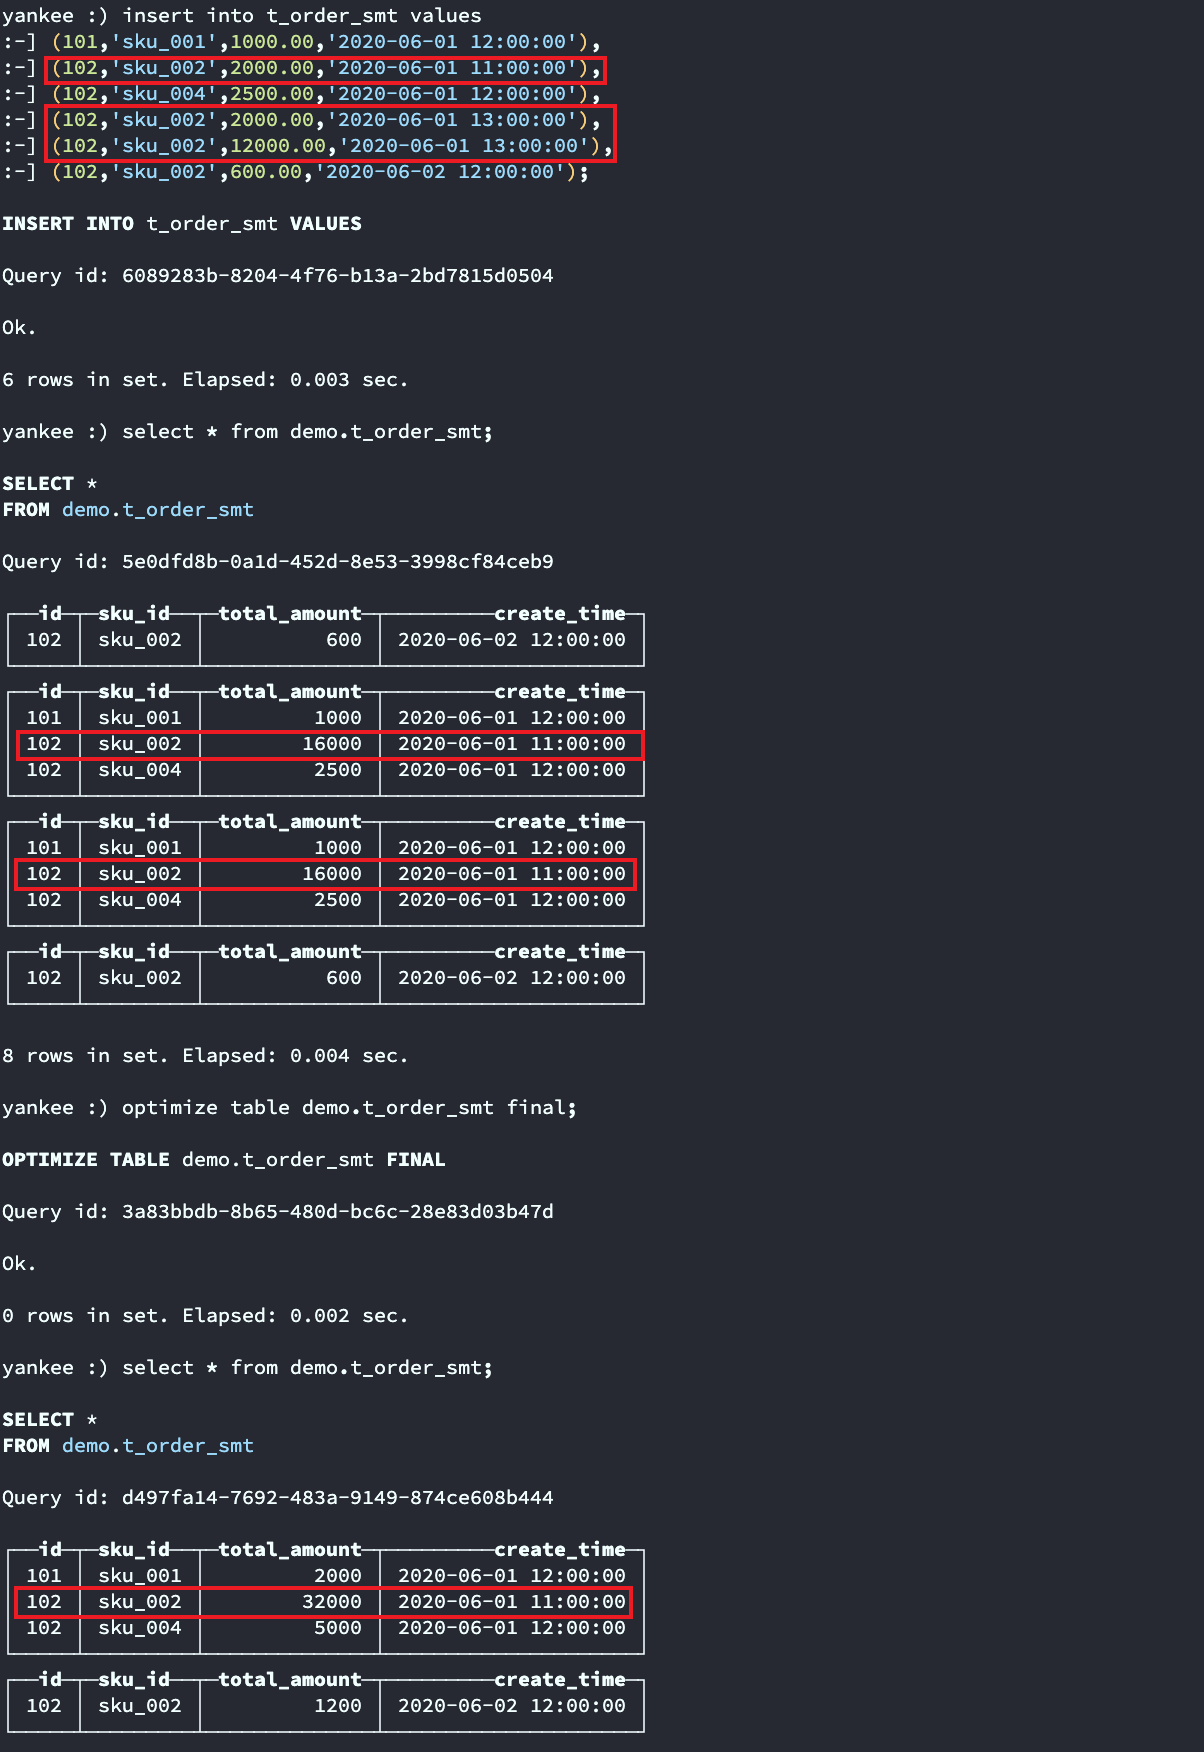 yankee :) insert into t_order_smt values
:-] (101,'sku_001',1000.00,'2020-06-01 12:00:00'),
:-] (102,'sku_002',2000.00,'2020-06-01 11:00:00'),
:-] (102,'sku_004',2500.00,'2020-06-01 12:00:00'),
:-] (102,'sku_002',2000.00,'2020-06-01 13:00:00'),
:-] (102,'sku_002',12000.00,'2020-06-01 13:00:00'),
:-] (102,'sku_002',600.00,'2020-06-02 12:00:00');
INSERT INTO t_order_smt VALUES
Query id: 6089283b-8204-4f76-b13a-2bd7815d0504
Ok.
6 rows in set. Elapsed: 0.003 sec.
yankee :) select * from demo.t_order_smt;
SELECT *
FROM demo.t_order_smt
Query id: 5e0dfd8b-0a1d-452d-8e53-3998cf84ceb9
id sku_id total_amount create_time
102 sku_002 600 2020-06-02 12:00:00
id sku_id total_amount create_time
101 sku_001 1000 2020-06-01 12:00:00
102 sku_002 16000 2020-06-01 11:00:00
102 sku_004 2500 2020-06-01 12:00:00
id sku_id total_amount create_time
101 sku_001 1000 2020-06-01 12:00:00
102 sku_002 16000 2020-06-01 11:00:00
102 sku_004 2500 2020-06-01 12:00:00
id sku_id total_amount create_time
102 sku_002 600 2020-06-02 12:00:00
8 rows in set. Elapsed: 0.004 sec.
yankee :) optimize table demo.t_order_smt final;
OPTIMIZE TABLE demo.t_order_smt FINAL
Query id: 3a83bbdb-8b65-480d-bc6c-28e83d03b47d
Ok.
0 rows in set. Elapsed: 0.002 sec.
yankee :) select * from demo.t_order_smt;
SELECT *
FROM demo.t_order_smt
Query id: d497fa14-7692-483a-9149-874ce608b444
id sku_id total_amount create_time
101 sku_001 2000 2020-06-01 12:00:00
102 sku_002 32000 2020-06-01 11:00:00
102 sku_004 5000 2020-06-01 12:00:00
id sku_id total_amount create_time
102 sku_002 1200 2020-06-02 12:00:00